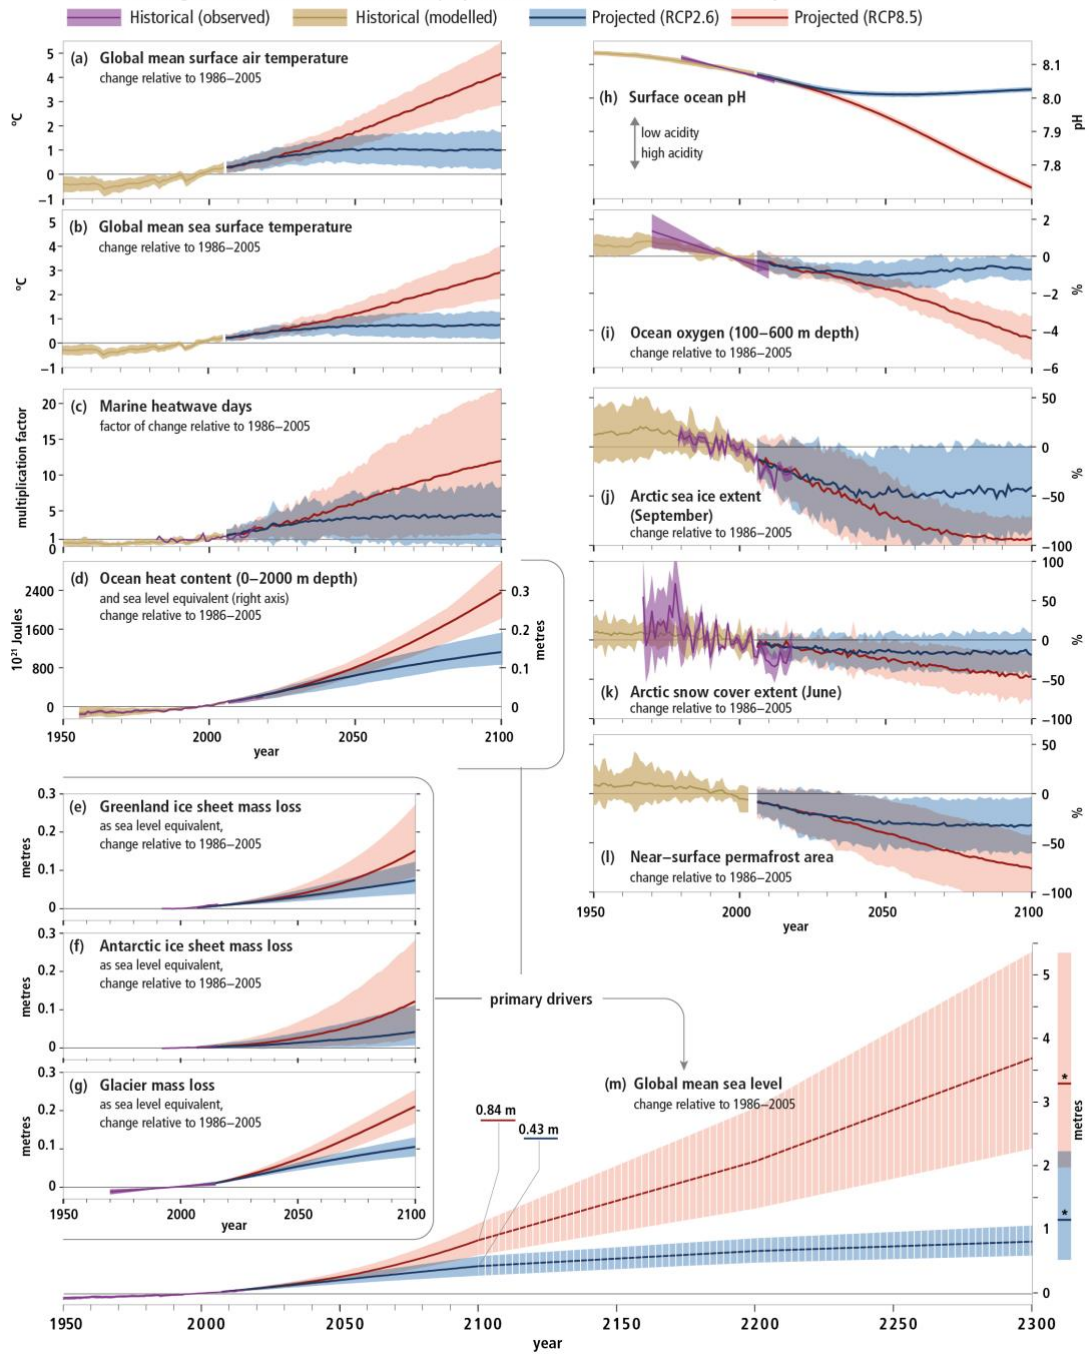 Historical (observed) Historical (modelled) Projected (RCP2.6) Projected (RCP8.5)
(a) Global mean surface air temperature
change relative to 1986–2005
°C
5
4
3
2
1
0
−1
(b) Global mean sea surface temperature
change relative to 1986–2005
°C
5
4
3
2
1
0
−1
(c) Marine heatwave days
factor of change relative to 1986–2005
multiplication factor
20
15
10
5
1
0
(d) Ocean heat content (0–2000 m depth)
and sea level equivalent (right axis)
change relative to 1986–2005
10²¹ Joules
2400
1600
800
0
0.3
0.2
0.1
0
metres
1950 2000 2050 2100
year
(e) Greenland ice sheet mass loss
as sea level equivalent,
change relative to 1986–2005
metres
0.3
0.2
0.1
0
(f) Antarctic ice sheet mass loss
as sea level equivalent,
change relative to 1986–2005
metres
0.3
0.2
0.1
0
(g) Glacier mass loss
as sea level equivalent,
change relative to 1986–2005
metres
0.3
0.2
0.1
0
1950 2000 2050 2100
year
(h) Surface ocean pH
low acidity
high acidity
8.1
8.0
7.9
7.8
pH
(i) Ocean oxygen (100–600 m depth)
change relative to 1986–2005
2
0
−2
−4
−6
%
(j) Arctic sea ice extent
(September)
change relative to 1986–2005
50
0
−50
−100
%
(k) Arctic snow cover extent (June)
change relative to 1986–2005
100
50
0
−50
−100
%
(l) Near–surface permafrost area
change relative to 1986–2005
50
0
−50
−100
%
1950 2000 2050 2100
year
primary drivers
(m) Global mean sea level
change relative to 1986–2005
0.84 m
0.43 m
5
4
3
2
1
0
metres
*
*
1950 2000 2050 2100 2150 2200 2250 2300
year